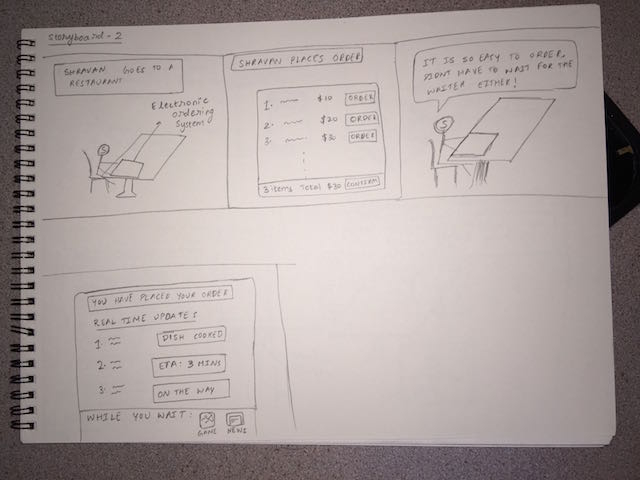 Storyboard - 2
SHRAVAN GOES TO A
RESTAURANT
Electronic
ordering
system
S
SHRAVAN PLACES ORDER
1. $10 ORDER
2. $20 ORDER
3. ORDER
3 items Total $30 CONFIRM
IT IS SO EASY TO ORDER,
DIDNT HAVE TO WAIT FOR THE
WAITER EITHER!
S
YOU HAVE PLACED YOUR ORDER
REAL TIME UPDATES
1. DISH COOKED
2. ETA: 3 MINS
3. ON THE WAY
WHILE YOU WAIT:
GAME NEWS